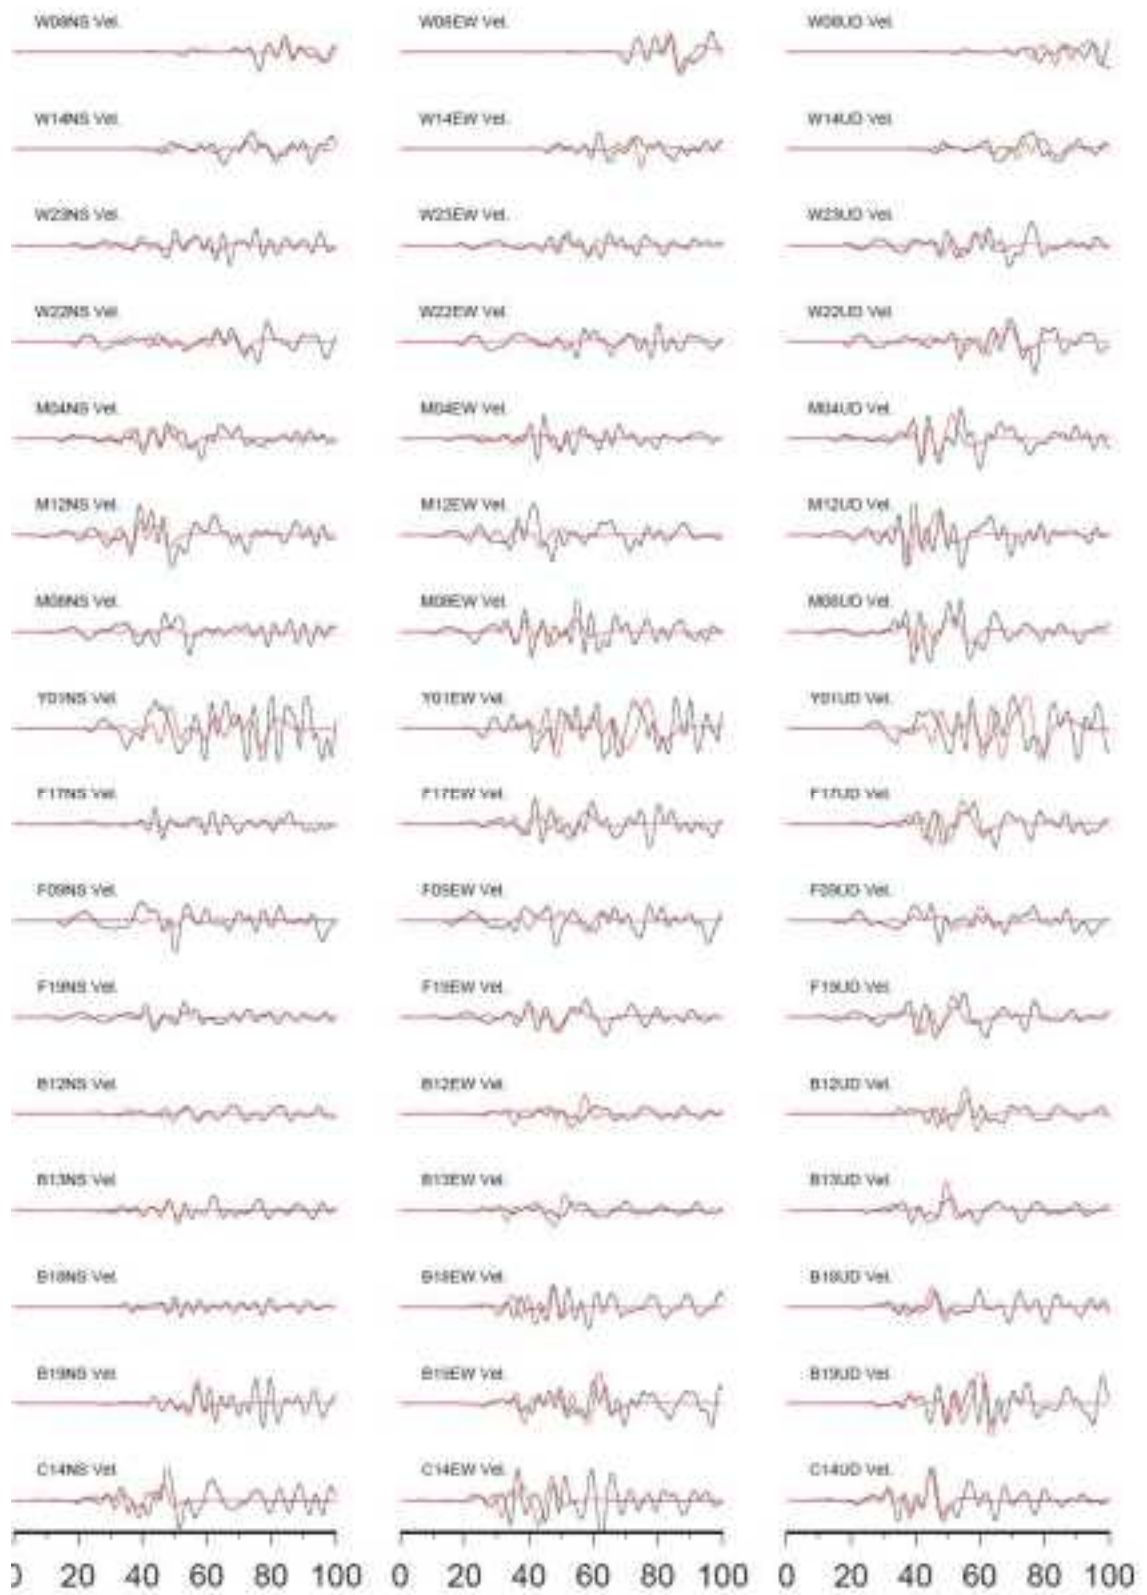 W08NS Vel. W08EW Vel. W08UD Vel.
W14NS Vel. W14EW Vel. W14UD Vel.
W23NS Vel. W23EW Vel. W23UD Vel.
W22NS Vel. W22EW Vel. W22UD Vel.
M04NS Vel. M04EW Vel. M04UD Vel.
M12NS Vel. M12EW Vel. M12UD Vel.
M08NS Vel. M08EW Vel. M08UD Vel.
Y01NS Vel. Y01EW Vel. Y01UD Vel.
F17NS Vel. F17EW Vel. F17UD Vel.
F09NS Vel. F09EW Vel. F09UD Vel.
F19NS Vel. F19EW Vel. F19UD Vel.
B12NS Vel. B12EW Vel. B12UD Vel.
B13NS Vel. B13EW Vel. B13UD Vel.
B18NS Vel. B18EW Vel. B18UD Vel.
B19NS Vel. B19EW Vel. B19UD Vel.
C14NS Vel. C14EW Vel. C14UD Vel.
0 20 40 60 80 100 0 20 40 60 80 100 0 20 40 60 80 100